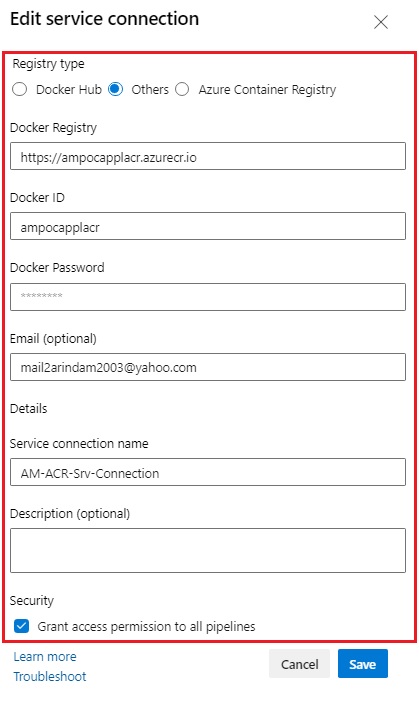 Edit service connection
Registry type
Docker Hub Others Azure Container Registry
Docker Registry
https://ampocapplacr.azurecr.io
Docker ID
ampocapplacr
Docker Password
********
Email (optional)
mail2arindam2003@yahoo.com
Details
Service connection name
AM-ACR-Srv-Connection
Description (optional)
Security
Grant access permission to all pipelines
Learn more
Cancel Save
Troubleshoot